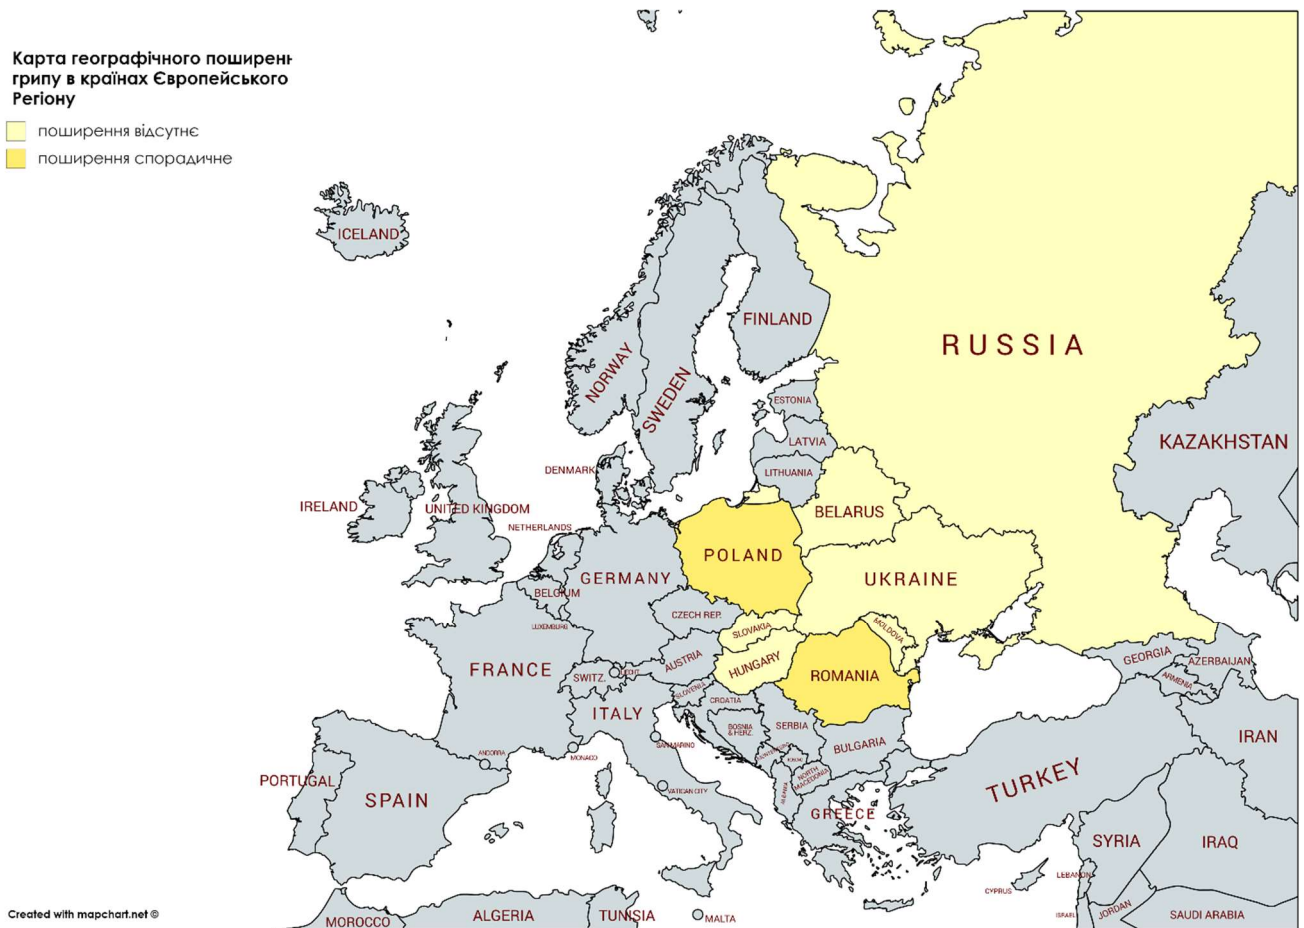 Карта географічного поширенн
грипу в країнах Європейського
Регіону
поширення відсутнє
поширення спорадичне
ICELAND
FINLAND
RUSSIA
NORWAY
SWEDEN
ESTONIA
LATVIA
KAZAKHSTAN
DENMARK
LITHUANIA
IRELAND
UNITED KINGDOM
BELARUS
NETHERLANDS
POLAND
GERMANY
UKRAINE
BELGIUM
CZECH REP.
LUXEMBURG
SLOVAKIA
MOLDOVA
FRANCE
AUSTRIA
HUNGARY
GEORGIA
AZERBAIJAN
SWITZ.
LIECHT.
ROMANIA
ARMENIA
SLOVENIA
CROATIA
ITALY
BOSNIA
& HERZ.
SERBIA
IRAN
SAN MARINO
BULGARIA
ANDORRA
MONACO
MONTENEGRO
NORTH
MACEDONIA
PORTUGAL
TURKEY
SPAIN
VATICAN CITY
ALBANIA
GREECE
SYRIA
IRAQ
LEBANON
CYPRUS
Created with mapchart.net ©
MOROCCO
ALGERIA
TUNISIA
MALTA
ISRAEL
JORDAN
SAUDI ARABIA